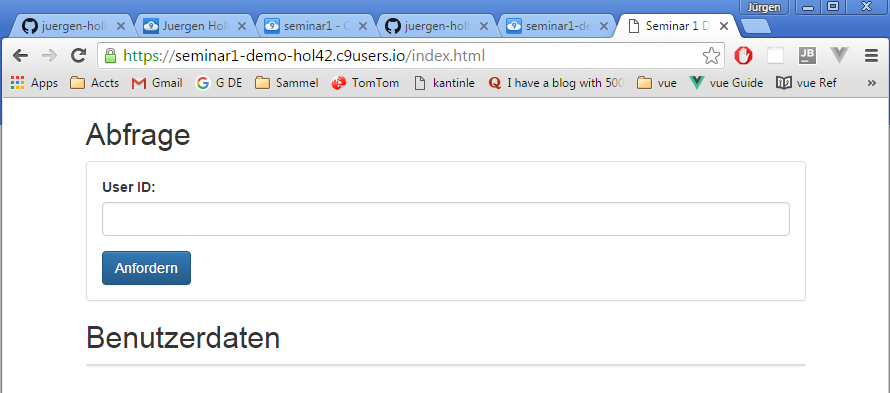 Jürgen
juergen-holl
Juergen Holl
seminar1 - C
juergen-holl
seminar1-de
Seminar 1 D
https://seminar1-demo-hol42.c9users.io/index.html
Apps Accts Gmail G DE Sammel TomTom kantinle I have a blog with 500 vue vue Guide vue Ref »
Abfrage
User ID:
Anfordern
Benutzerdaten